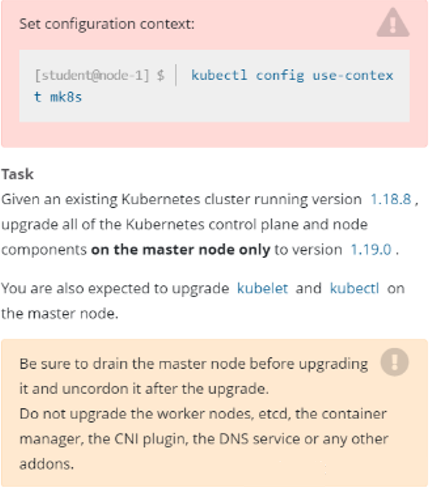 Set configuration context:
[student@node-1] $ | kubectl config use-contex
t mk8s
Task
Given an existing Kubernetes cluster running version 1.18.8 ,
upgrade all of the Kubernetes control plane and node
components on the master node only to version 1.19.0 .
You are also expected to upgrade kubelet and kubectl on
the master node.
Be sure to drain the master node before upgrading
it and uncordon it after the upgrade.
Do not upgrade the worker nodes, etcd, the container
manager, the CNI plugin, the DNS service or any other
addons.